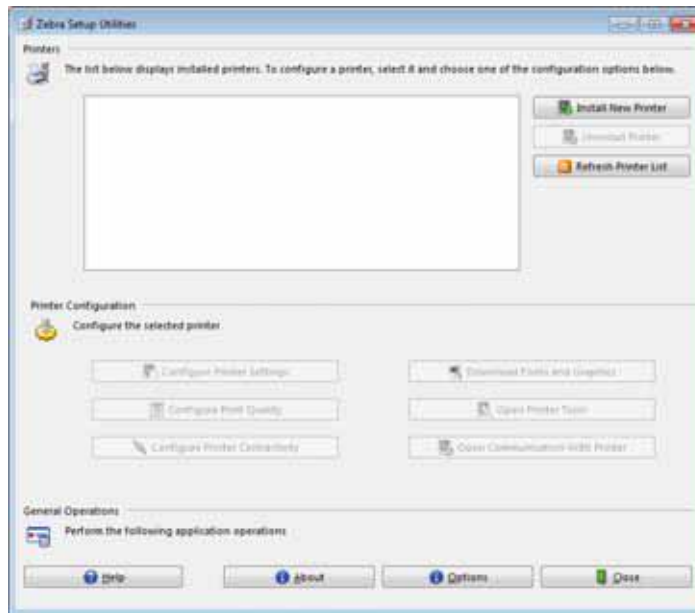 Zebra Setup Utilities
Printers
The list below displays installed printers. To configure a printer, select it and choose one of the configuration options below.
Install New Printer
Uninstall Printer
Refresh Printer List
Printer Configuration
Configure the selected printer
Configure Printer Settings
Download Fonts and Graphics
Configure Print Quality
Open Printer Tools
Configure Printer Connectivity
Open Communication With Printer
General Operations
Perform the following application operations
Help
About
Options
Close